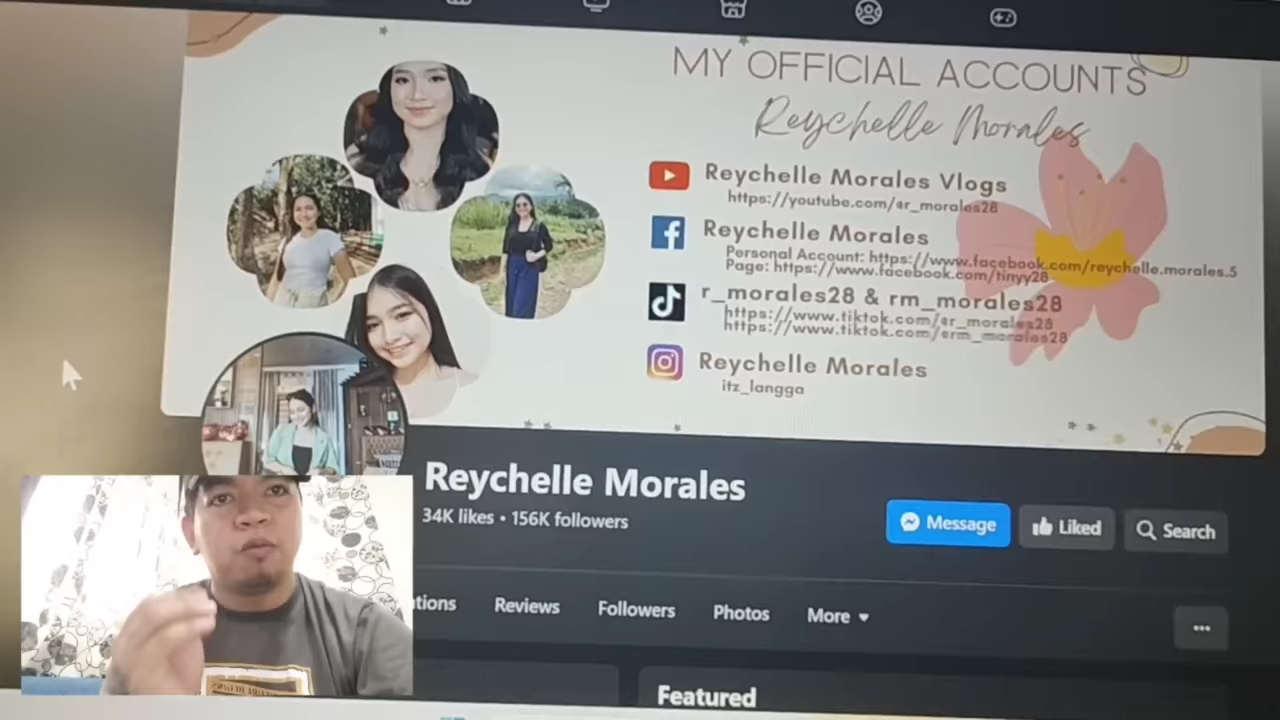 MY OFFICIAL ACCOUNTS
Reychelle Morales
Reychelle Morales Vlogs
https://youtube.com/@r_morales28
Reychelle Morales
Personal Account: https://www.facebook.com/reychelle.morales.5
Page: https://www.facebook.com/tinyy28
r_morales28 & rm_morales28
https://www.tiktok.com/@r_morales28
https://www.tiktok.com/@rm_morales28
Reychelle Morales
itz_langga
Reychelle Morales
34K likes • 156K followers
Message
Liked
Search
Reviews
Followers
Photos
More
Featured